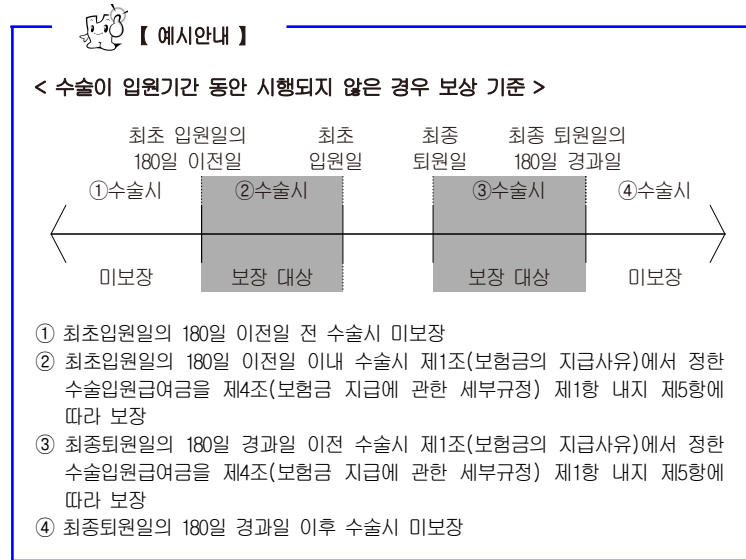 【 예시안내 】
< 수술이 입원기간 동안 시행되지 않은 경우 보상 기준 >
최초 입원일의 최초 최종 최종 퇴원일의
180일 이전일 입원일 퇴원일 180일 경과일
①수술시 ②수술시 ③수술시 ④수술시
미보장 보장 대상 보장 대상 미보장
① 최초입원일의 180일 이전일 전 수술시 미보장
② 최초입원일의 180일 이전일 이내 수술시 제1조(보험금의 지급사유)에서 정한
수술입원급여금을 제4조(보험금 지급에 관한 세부규정) 제1항 내지 제5항에
따라 보장
③ 최종퇴원일의 180일 경과일 이전 수술시 제1조(보험금의 지급사유)에서 정한
수술입원급여금을 제4조(보험금 지급에 관한 세부규정) 제1항 내지 제5항에
따라 보장
④ 최종퇴원일의 180일 경과일 이후 수술시 미보장